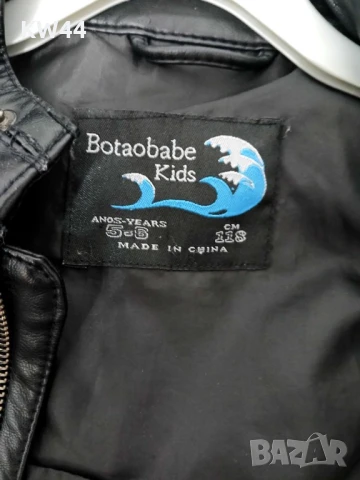 KW44
Botaobabe
Kids
ANOS-YEARS
5-6
CM
118
MADE IN CHINA
BAZAR